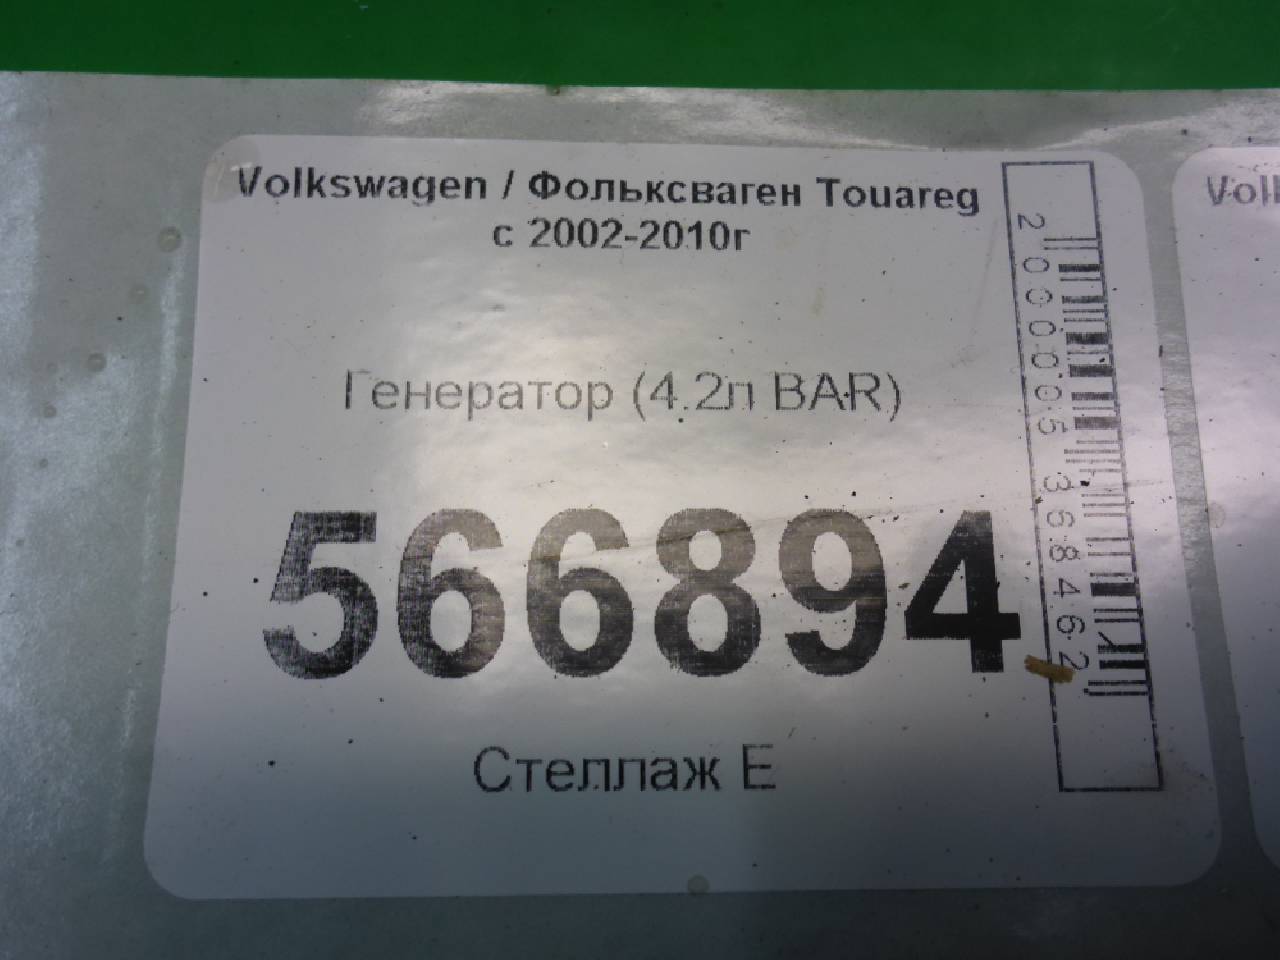 Volkswagen / Фольксваген Touareg
с 2002-2010г
Генератор (4.2л BAR)
566894
Стеллаж Е
2000005368462
Volk